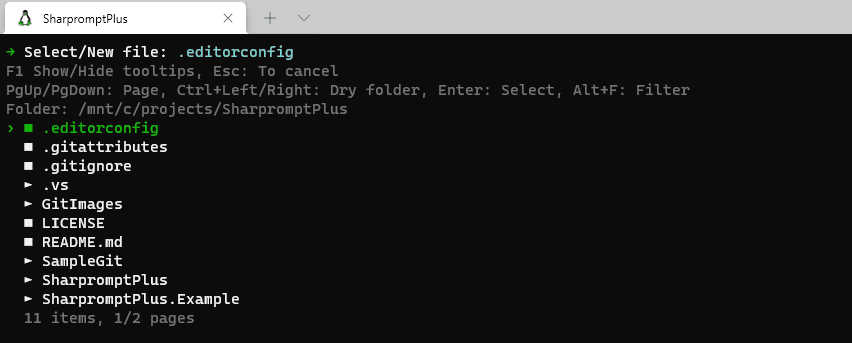 SharpromptPlus
➔ Select/New file: .editorconfig
F1 Show/Hide tooltips, Esc: To cancel
PgUp/PgDown: Page, Ctrl+Left/Right: Dry folder, Enter: Select, Alt+F: Filter
Folder: /mnt/c/projects/SharpromptPlus
› ■ .editorconfig
■ .gitattributes
■ .gitignore
► .vs
► GitImages
■ LICENSE
■ README.md
► SampleGit
► SharpromptPlus
► SharpromptPlus.Example
11 items, 1/2 pages